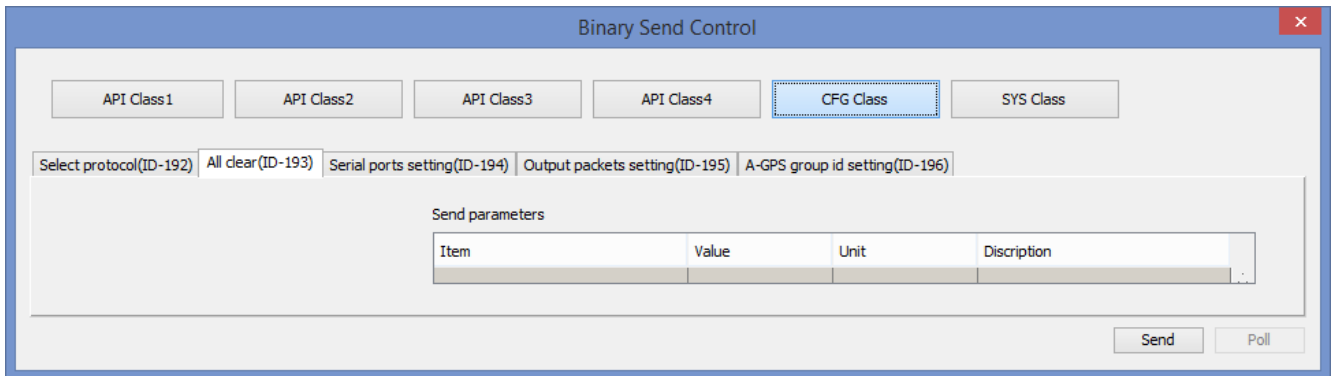 Binary Send Control
API Class1 API Class2 API Class3 API Class4 CFG Class SYS Class
Select protocol(ID-192) All clear(ID-193) Serial ports setting(ID-194) Output packets setting(ID-195) A-GPS group id setting(ID-196)
Send parameters
Item Value Unit Discription
Send Poll